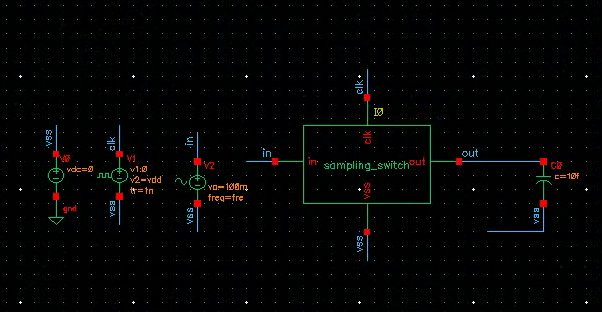 vss
V0
vdc=0
gnd
clk
V1
v1:0
v2=vdd
tr=1n
vss
in
V2
va=100m
freq=fre
vss
clk
I0
clk
in
in
sampling_switch
out
out
vss
vss
C0
c=10f
vss